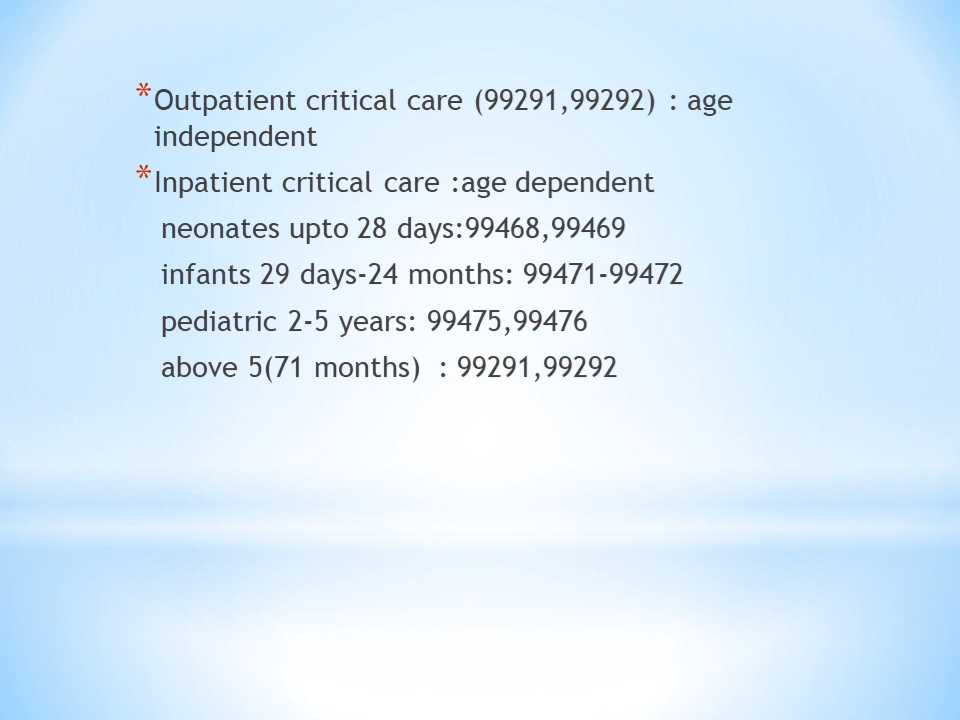 *Outpatient critical care (99291,99292) : age
independent
*Inpatient critical care :age dependent
neonates upto 28 days:99468,99469
infants 29 days-24 months: 99471-99472
pediatric 2-5 years: 99475,99476
above 5(71 months) : 99291,99292